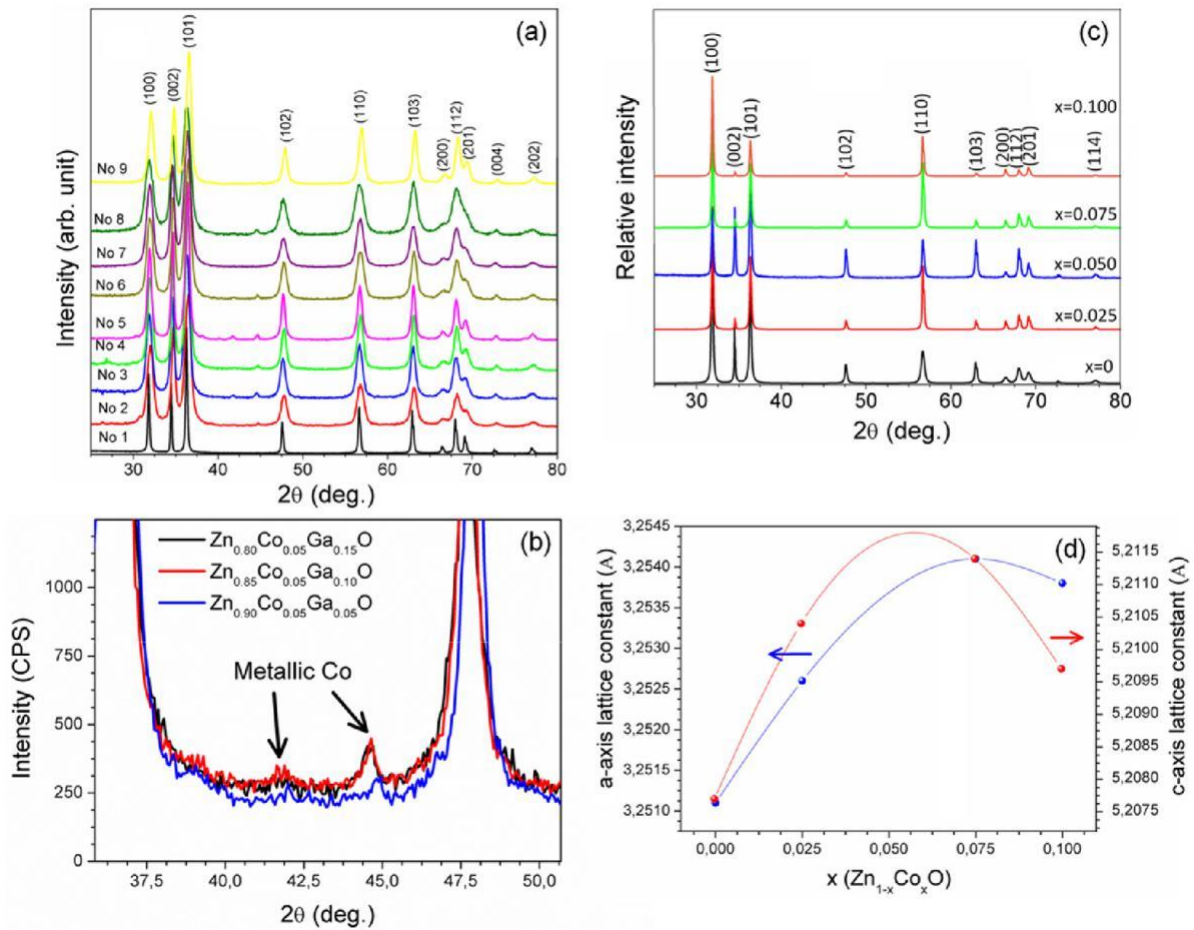 (a)
(100)
(002)
(101)
(102)
(110)
(103)
(200)
(112)
(201)
(004)
(202)
No 9
No 8
No 7
No 6
No 5
No 4
No 3
No 2
No 1
Intensity (arb. unit)
30 40 50 60 70 80
2θ (deg.)
(c)
(100)
(002)
(101)
(102)
(110)
(103)
(200)
(112)
(201)
(114)
x=0.100
x=0.075
x=0.050
x=0.025
x=0
Relative intensity
30 40 50 60 70 80
2θ (deg.)
(b)
Zn0.80Co0.05Ga0.15O
Zn0.85Co0.05Ga0.10O
Zn0.90Co0.05Ga0.05O
Metallic Co
Intensity (CPS)
1000
750
500
250
0
37,5 40,0 42,5 45,0 47,5 50,0
2θ (deg.)
(d)
a-axis lattice constant (A)
3,2545
3,2540
3,2535
3,2530
3,2525
3,2520
3,2515
3,2510
5,2115
5,2110
5,2105
5,2100
5,2095
5,2090
5,2085
5,2080
5,2075
c-axis lattice constant (A)
0,000 0,025 0,050 0,075 0,100
x (Zn1-xCoxO)